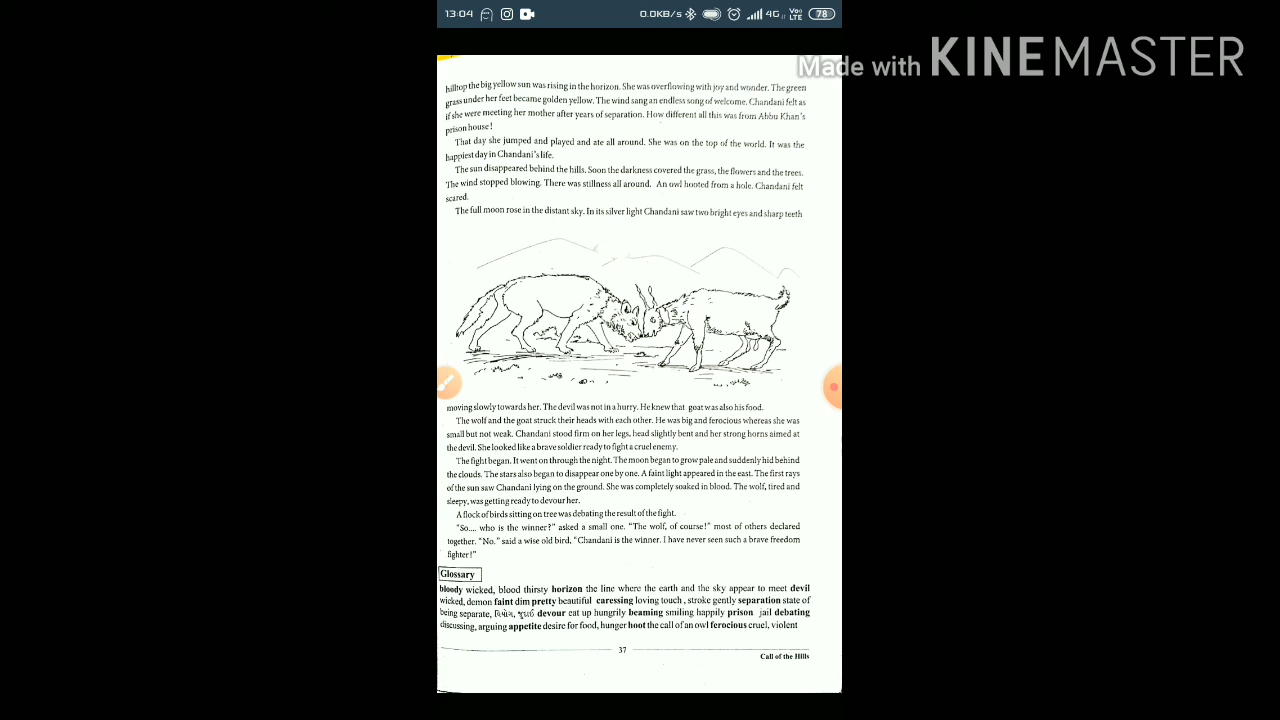 13:04 0.0KB/s 4G Voo LTE 78
Made with KINEMASTER
hilltop the big yellow sun was rising in the horizon. She was overflowing with joy and wonder. The green
grass under her feet became golden yellow. The wind sang an endless song of welcome. Chandani felt as
if she were meeting her mother after years of separation. How different all this was from Abbu Khan's
prison house!
That day she jumped and played and ate all around. She was on the top of the world. It was the
happiest day in Chandani's life.
The sun disappeared behind the hills. Soon the darkness covered the grass, the flowers and the trees.
The wind stopped blowing. There was stillness all around. An owl hooted from a hole. Chandani felt
scared.
The full moon rose in the distant sky. In its silver light Chandani saw two bright eyes and sharp teeth
moving slowly towards her. The devil was not in a hurry. He knew that goat was also his food.
The wolf and the goat struck their heads with each other. He was big and ferocious whereas she was
small but not weak. Chandani stood firm on her legs, head slightly bent and her strong horns aimed at
the devil. She looked like a brave soldier ready to fight a cruel enemy.
The fight began. It went on through the night. The moon began to grow pale and suddenly hid behind
the clouds. The stars also began to disappear one by one. A faint light appeared in the east. The first rays
of the sun saw Chandani lying on the ground. She was completely soaked in blood. The wolf, tired and
sleepy, was getting ready to devour her.
A flock of birds sitting on tree was debating the result of the fight.
"So.... who is the winner?" asked a small one. "The wolf, of course!" most of others declared
together. "No." said a wise old bird, "Chandani is the winner. I have never seen such a brave freedom
fighter!"
Glossary
bloody wicked, blood thirsty horizon the line where the earth and the sky appear to meet devil
wicked, demon faint dim pretty beautiful caressing loving touch, stroke gently separation state of
being separate, વિયોગ, જુદાઈ devour eat up hungrily beaming smiling happily prison jail debating
discussing, arguing appetite desire for food, hunger hoot the call of an owl ferocious cruel, violent
37
Call of the Hills